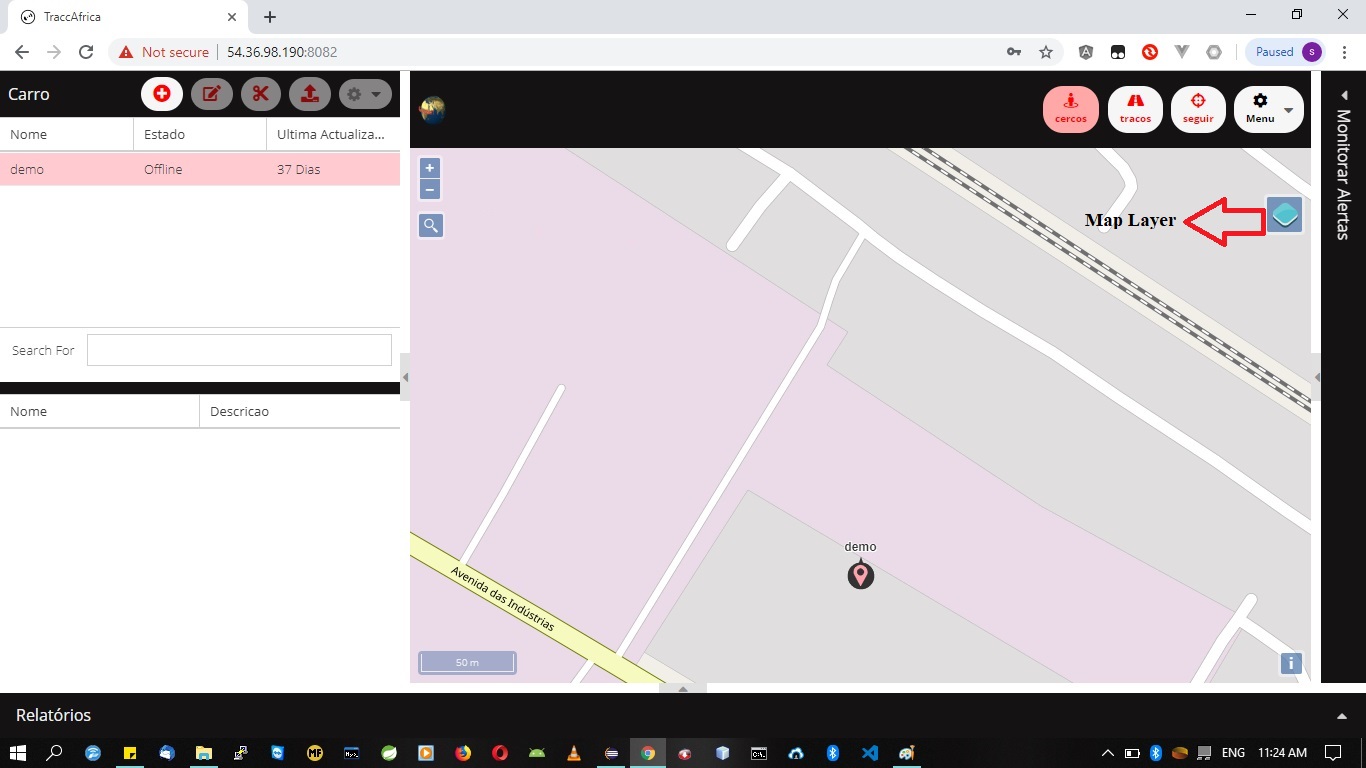 TraccAfrica
Not secure
54.36.98.190:8082
Paused
s
Carro
Nome
Estado
Ultima Actualiza...
demo
Offline
37 Dias
Search For
Nome
Descricao
cercos
tracos
seguir
Menu
+
−
Map Layer
Monitorar Alertas
demo
Avenida das Indústrias
50 m
i
Relatórios
MF
ENG
11:24 AM